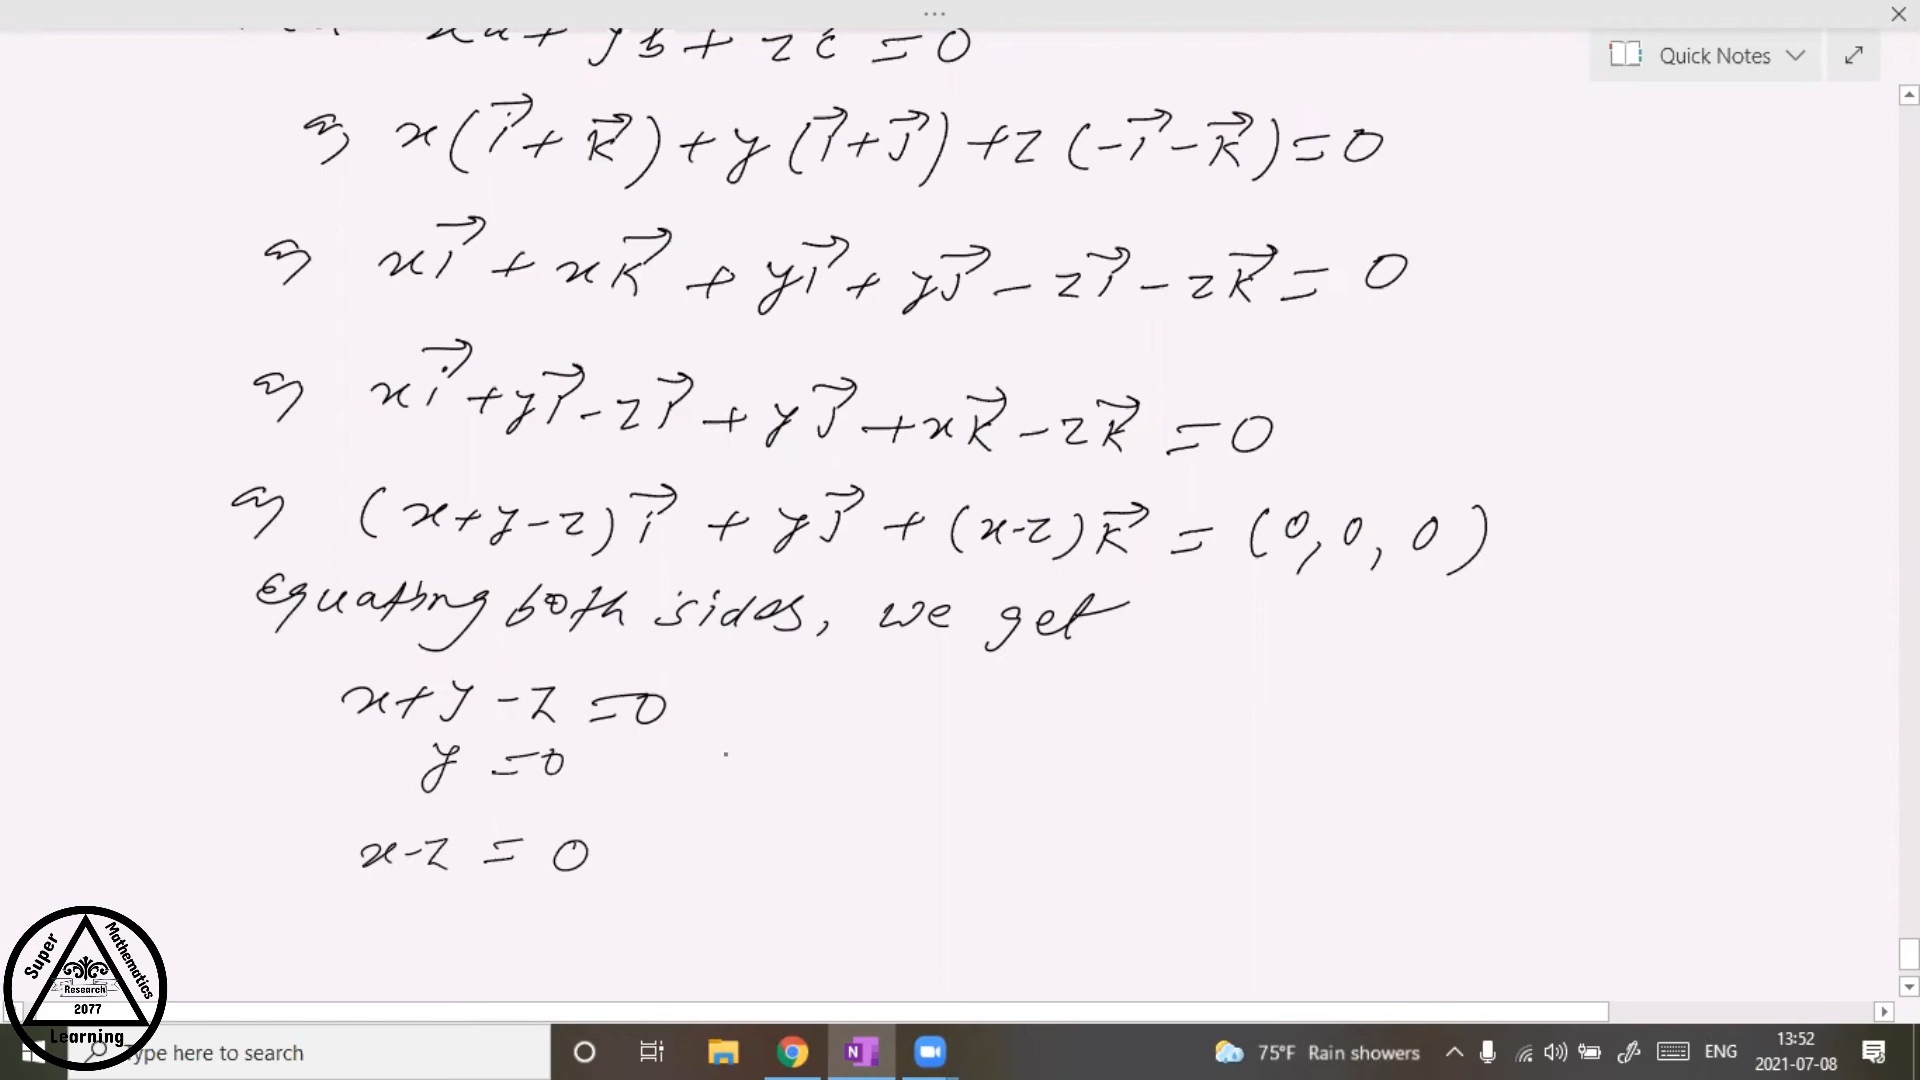 xa + yb + zc = 0
Quick Notes
⇒ x(i⃗ + k⃗) + y(i⃗ + j⃗) + z(-i⃗ - k⃗) = 0
⇒ xi⃗ + xk⃗ + yi⃗ + yj⃗ - zi⃗ - zk⃗ = 0
⇒ xi⃗ + yi⃗ - zi⃗ + yj⃗ + xk⃗ - zk⃗ = 0
⇒ (x+y-z)i⃗ + yj⃗ + (x-z)k⃗ = (0, 0, 0)
Equating both sides, we get
x+y-z = 0
y = 0
x-z = 0
Super Mathematics
Research
2077
Learning
Type here to search
75°F Rain showers
ENG
13:52
2021-07-08